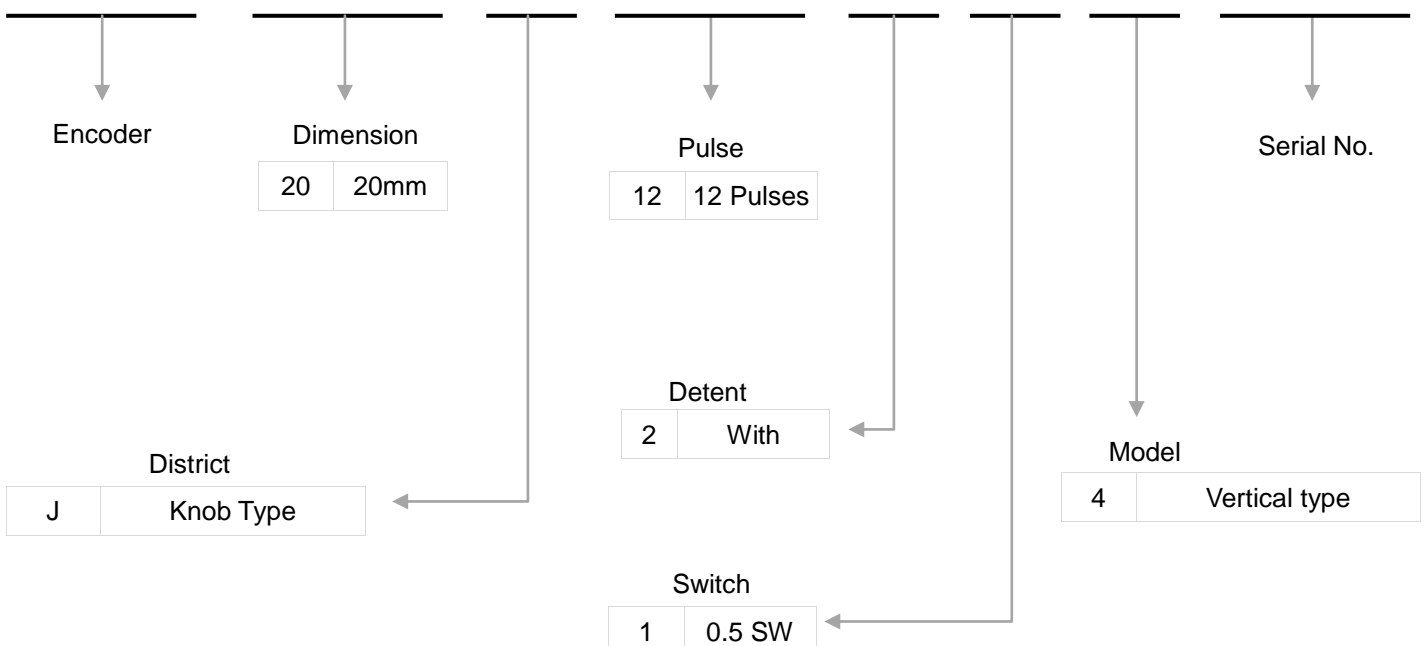 Encoder
Dimension
20 20mm
Pulse
12 12 Pulses
Serial No.
Detent
2 With
District
J Knob Type
Model
4 Vertical type
Switch
1 0.5 SW